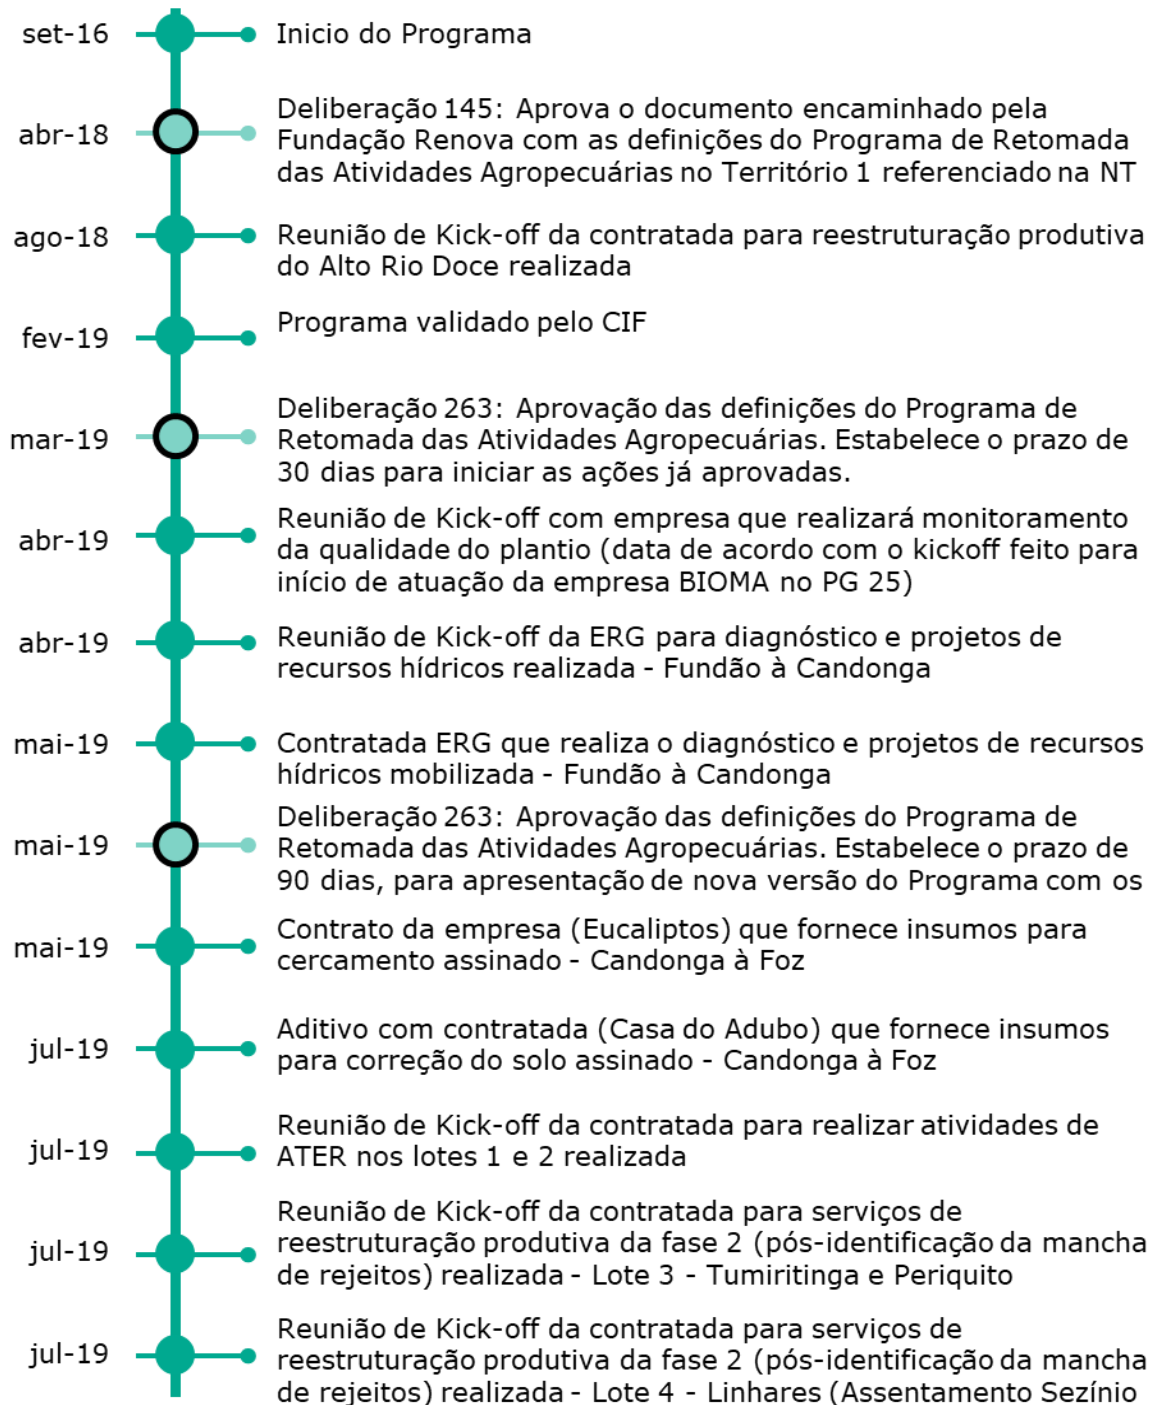 set-16
Inicio do Programa
abr-18
Deliberação 145: Aprova o documento encaminhado pela
Fundação Renova com as definições do Programa de Retomada
das Atividades Agropecuárias no Território 1 referenciado na NT
ago-18
Reunião de Kick-off da contratada para reestruturação produtiva
do Alto Rio Doce realizada
fev-19
Programa validado pelo CIF
mar-19
Deliberação 263: Aprovação das definições do Programa de
Retomada das Atividades Agropecuárias. Estabelece o prazo de
30 dias para iniciar as ações já aprovadas.
abr-19
Reunião de Kick-off com empresa que realizará monitoramento
da qualidade do plantio (data de acordo com o kickoff feito para
início de atuação da empresa BIOMA no PG 25)
abr-19
Reunião de Kick-off da ERG para diagnóstico e projetos de
recursos hídricos realizada - Fundão à Candonga
mai-19
Contratada ERG que realiza o diagnóstico e projetos de recursos
hídricos mobilizada - Fundão à Candonga
mai-19
Deliberação 263: Aprovação das definições do Programa de
Retomada das Atividades Agropecuárias. Estabelece o prazo de
90 dias, para apresentação de nova versão do Programa com os
mai-19
Contrato da empresa (Eucaliptos) que fornece insumos para
cercamento assinado - Candonga à Foz
jul-19
Aditivo com contratada (Casa do Adubo) que fornece insumos
para correção do solo assinado - Candonga à Foz
jul-19
Reunião de Kick-off da contratada para realizar atividades de
ATER nos lotes 1 e 2 realizada
jul-19
Reunião de Kick-off da contratada para serviços de
reestruturação produtiva da fase 2 (pós-identificação da mancha
de rejeitos) realizada - Lote 3 - Tumiritinga e Periquito
jul-19
Reunião de Kick-off da contratada para serviços de
reestruturação produtiva da fase 2 (pós-identificação da mancha
de rejeitos) realizada - Lote 4 - Linhares (Assentamento Sezínio